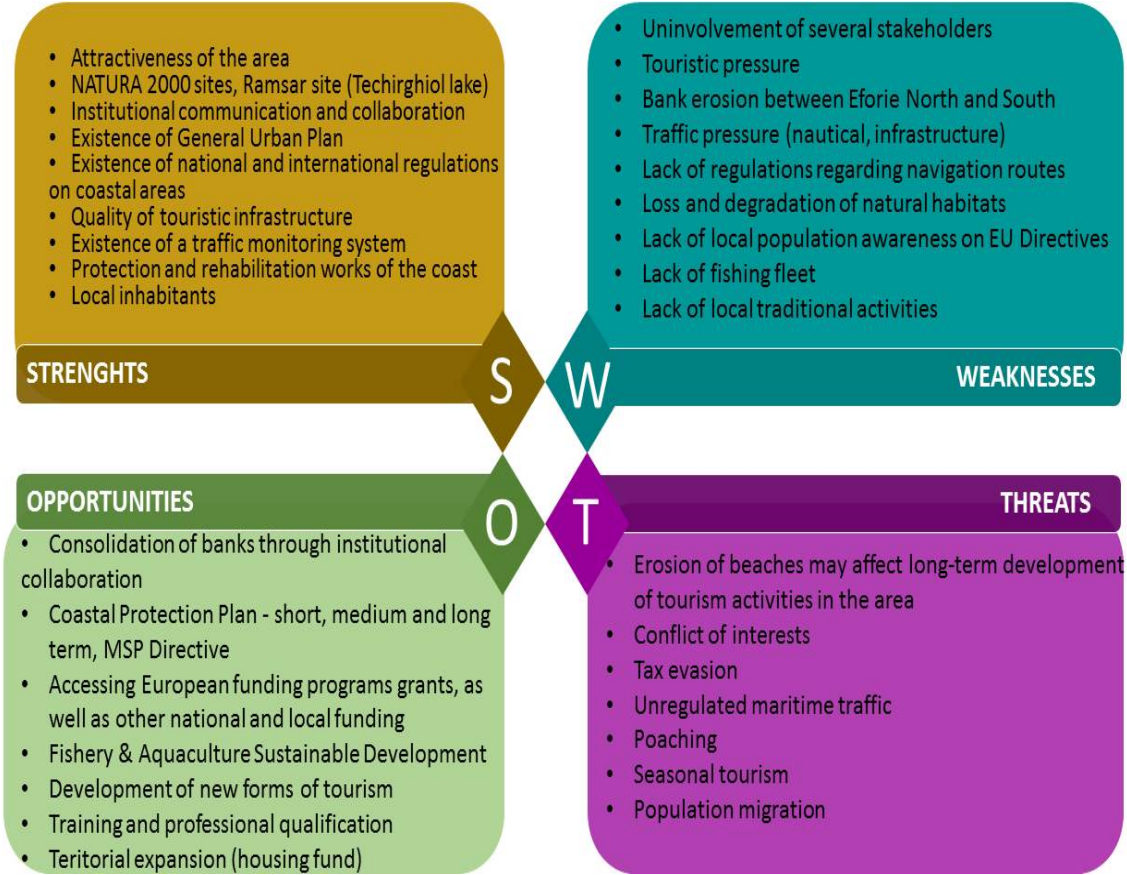 • Attractiveness of the area
• NATURA 2000 sites, Ramsar site (Techirghiol lake)
• Institutional communication and collaboration
• Existence of General Urban Plan
• Existence of national and international regulations
on coastal areas
• Quality of touristic infrastructure
• Existence of a traffic monitoring system
• Protection and rehabilitation works of the coast
• Local inhabitants
STRENGHTS
S
• Uninvolvement of several stakeholders
• Touristic pressure
• Bank erosion between Eforie North and South
• Traffic pressure (nautical, infrastructure)
• Lack of regulations regarding navigation routes
• Loss and degradation of natural habitats
• Lack of local population awareness on EU Directives
• Lack of fishing fleet
• Lack of local traditional activities
W
WEAKNESSES
OPPORTUNITIES
O
• Consolidation of banks through institutional
collaboration
• Coastal Protection Plan - short, medium and long
term, MSP Directive
• Accessing European funding programs grants, as
well as other national and local funding
• Fishery & Aquaculture Sustainable Development
• Development of new forms of tourism
• Training and professional qualification
• Teritorial expansion (housing fund)
T
THREATS
• Erosion of beaches may affect long-term development
of tourism activities in the area
• Conflict of interests
• Tax evasion
• Unregulated maritime traffic
• Poaching
• Seasonal tourism
• Population migration